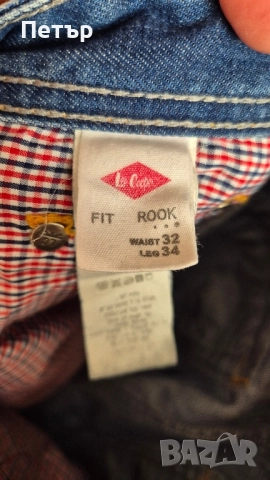 Петър
Lee Cooper
FIT ROOK
WAIST 32
LEG 34
BAZAR